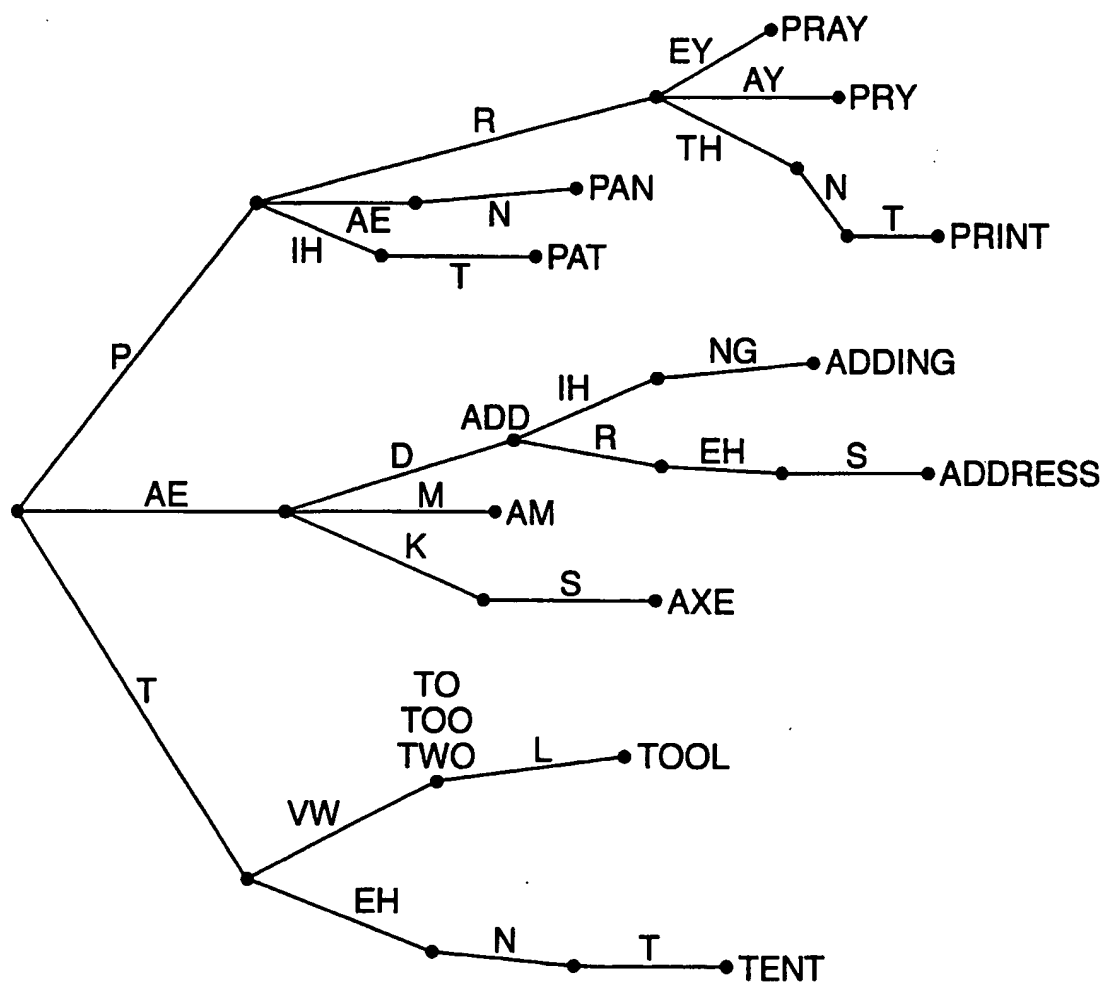 EY
PRAY
AY
PRY
R
TH
N
T
PRINT
AE
N
PAN
IH
T
PAT
P
NG
ADDING
IH
ADD
R
EH
S
ADDRESS
D
AE
M
AM
K
S
AXE
T
TO
TOO
TWO
L
TOOL
VW
EH
N
T
TENT